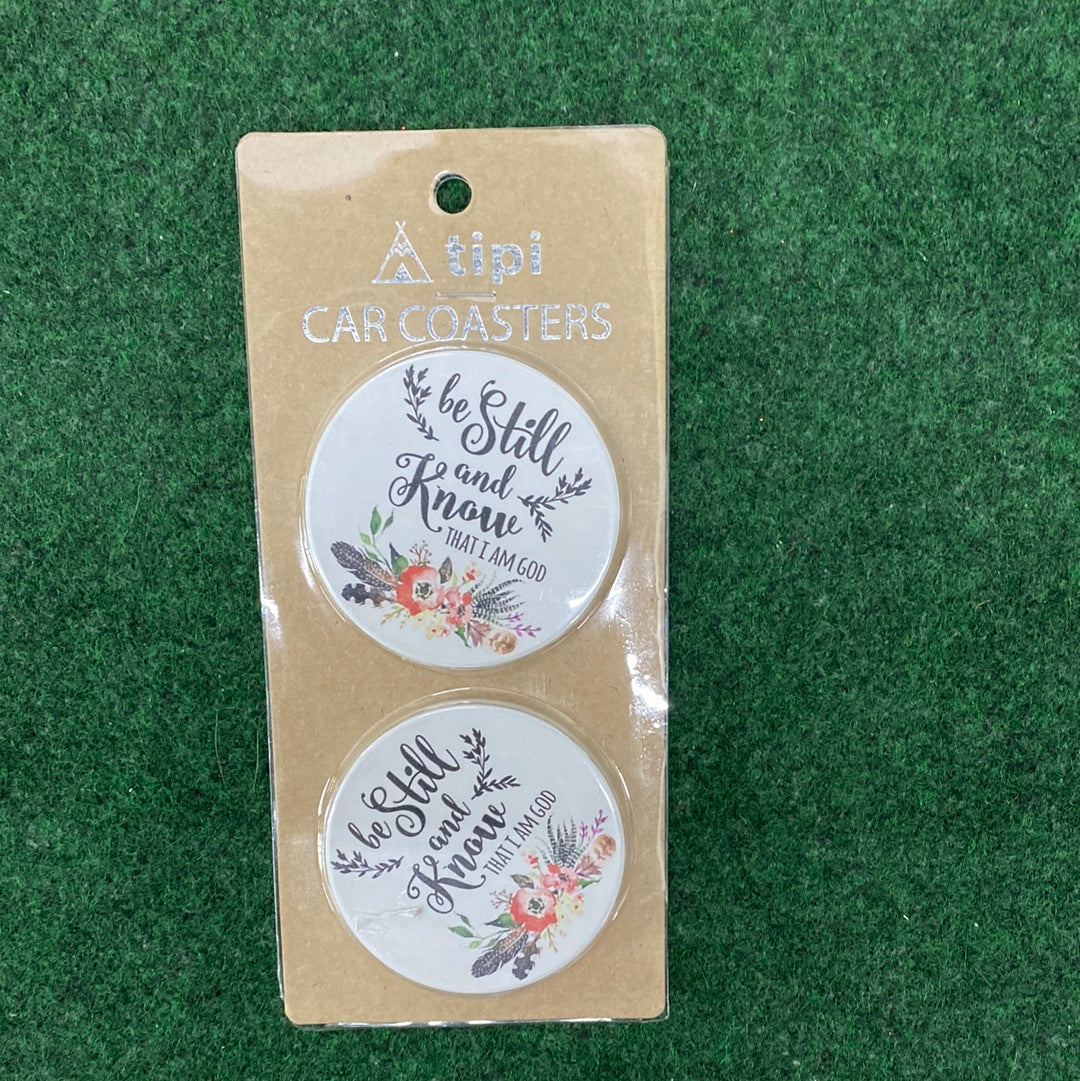 tipi
CAR COASTERS
be Still
and
Know
THAT I AM GOD
be Still
and
Know
THAT I AM GOD